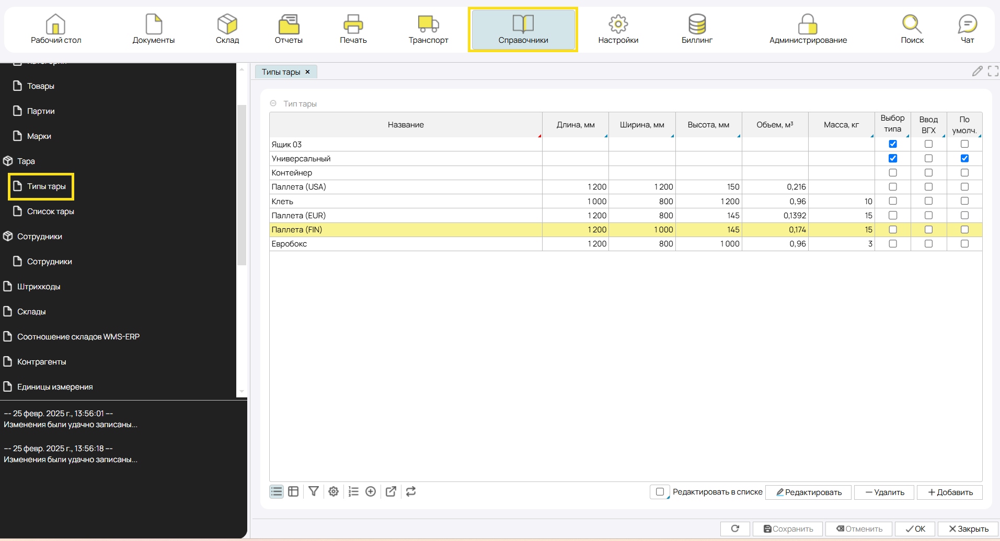 Рабочий стол
Документы
Склад
Отчеты
Печать
Транспорт
Справочники
Настройки
Биллинг
Администрирование
Поиск
Чат
Категории
Товары
Партии
Марки
Тара
Типы тары
Список тары
Сотрудники
Сотрудники
Штрихкоды
Склады
Соотношение складов WMS-ERP
Контрагенты
Единицы измерения
--- 25 февр. 2025 г., 13:56:01 ---
Изменения были удачно записаны...
--- 25 февр. 2025 г., 13:56:18 ---
Изменения были удачно записаны...
Типы тары ×
Тип тары
Название Длина, мм Ширина, мм Высота, мм Объем, м³ Масса, кг Выбор типа Ввод ВГХ По умолч.
Ящик 03
Универсальный
Контейнер
Паллета (USA) 1 200 1 200 150 0,216
Клеть 1 000 800 1 200 0,96 10
Паллета (EUR) 1 200 800 145 0,1392 15
Паллета (FIN) 1 200 1 000 145 0,174 15
Евробокс 1 200 800 1 000 0,96 3
Редактировать в списке
Редактировать
Удалить
Добавить
Сохранить
Отменить
OK
Закрыть